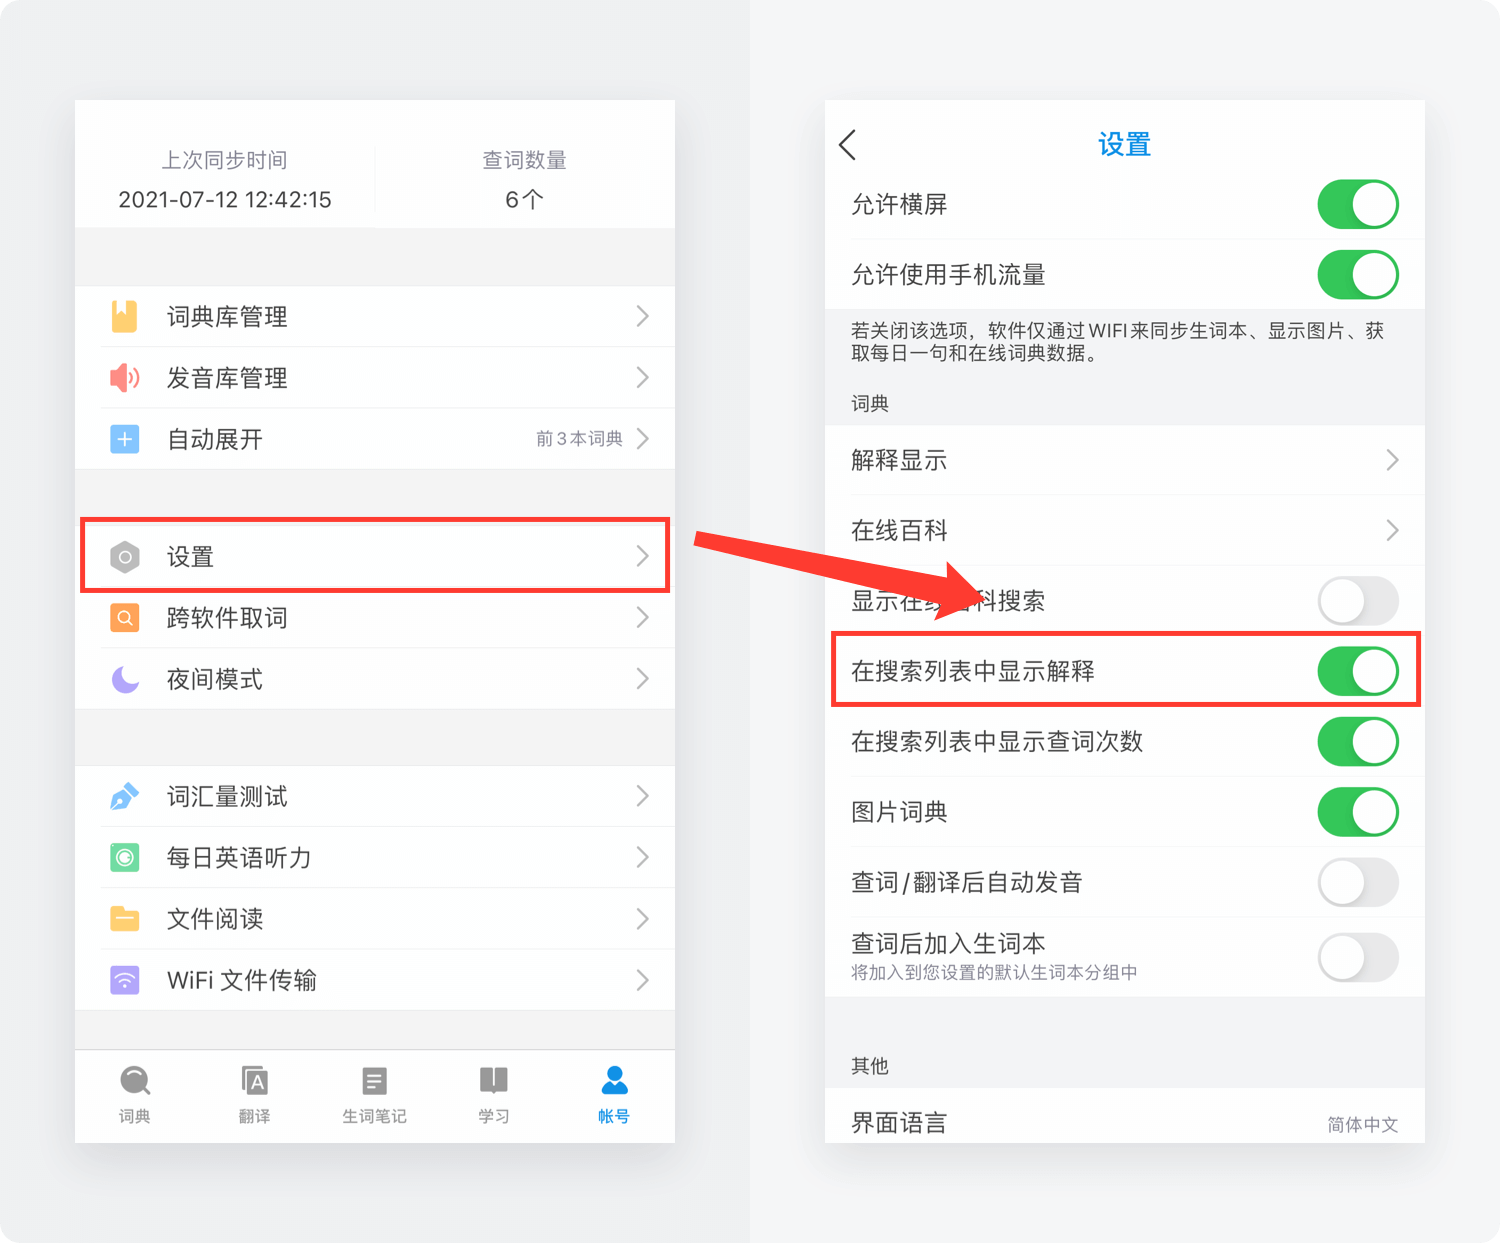 上次同步时间
2021-07-12 12:42:15
查词数量
6个
词典库管理
发音库管理
自动展开
前3本词典
设置
跨软件取词
夜间模式
词汇量测试
每日英语听力
文件阅读
WiFi 文件传输
词典
翻译
生词笔记
学习
帐号
设置
允许横屏
允许使用手机流量
若关闭该选项，软件仅通过WIFI来同步生词本、显示图片、获
取每日一句和在线词典数据。
词典
解释显示
在线百科
显示在线百科搜索
在搜索列表中显示解释
在搜索列表中显示查词次数
图片词典
查词/翻译后自动发音
查词后加入生词本
将加入到您设置的默认生词本分组中
其他
界面语言
简体中文